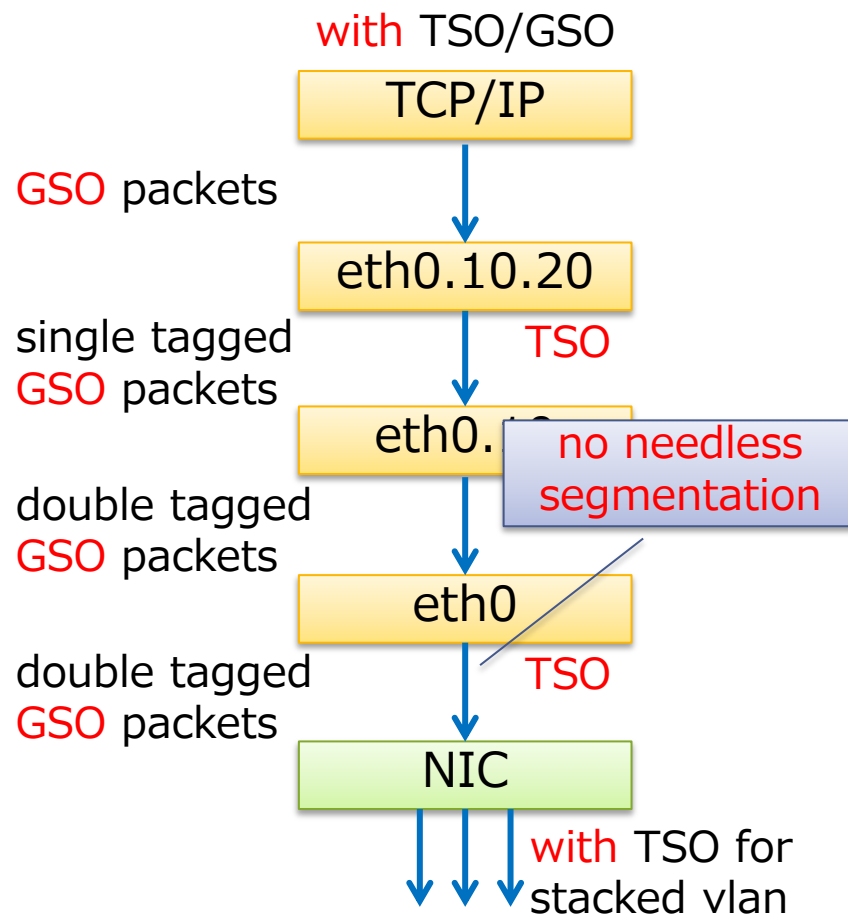 with TSO/GSO
TCP/IP
GSO packets
eth0.10.20
single tagged
GSO packets
TSO
no needless
segmentation
double tagged
GSO packets
eth0
double tagged
GSO packets
TSO
NIC
with TSO for
stacked vlan